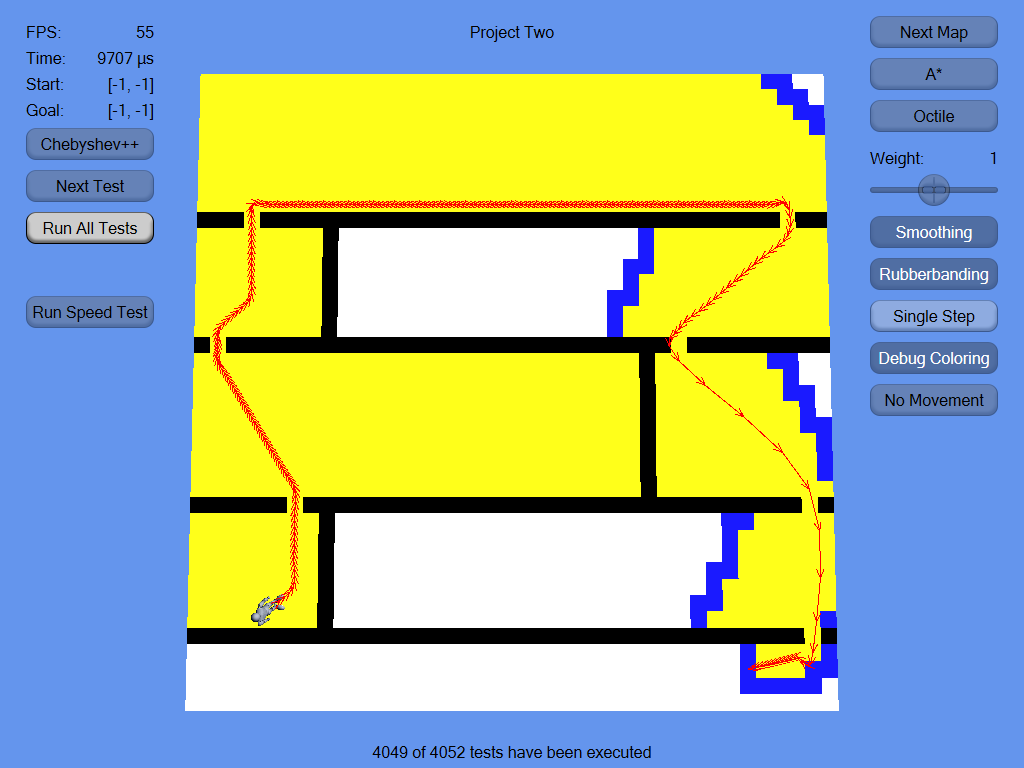 FPS: 55
Time: 9707 µs
Start: [-1, -1]
Goal: [-1, -1]
Chebyshev++
Next Test
Run All Tests
Run Speed Test
Project Two
Next Map
A*
Octile
Weight: 1
Smoothing
Rubberbanding
Single Step
Debug Coloring
No Movement
4049 of 4052 tests have been executed